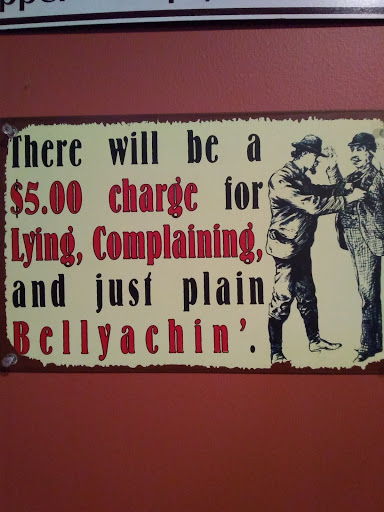 There will be a
$5.00 charge for
Lying, Complaining,
and just plain
Bellyachin'.